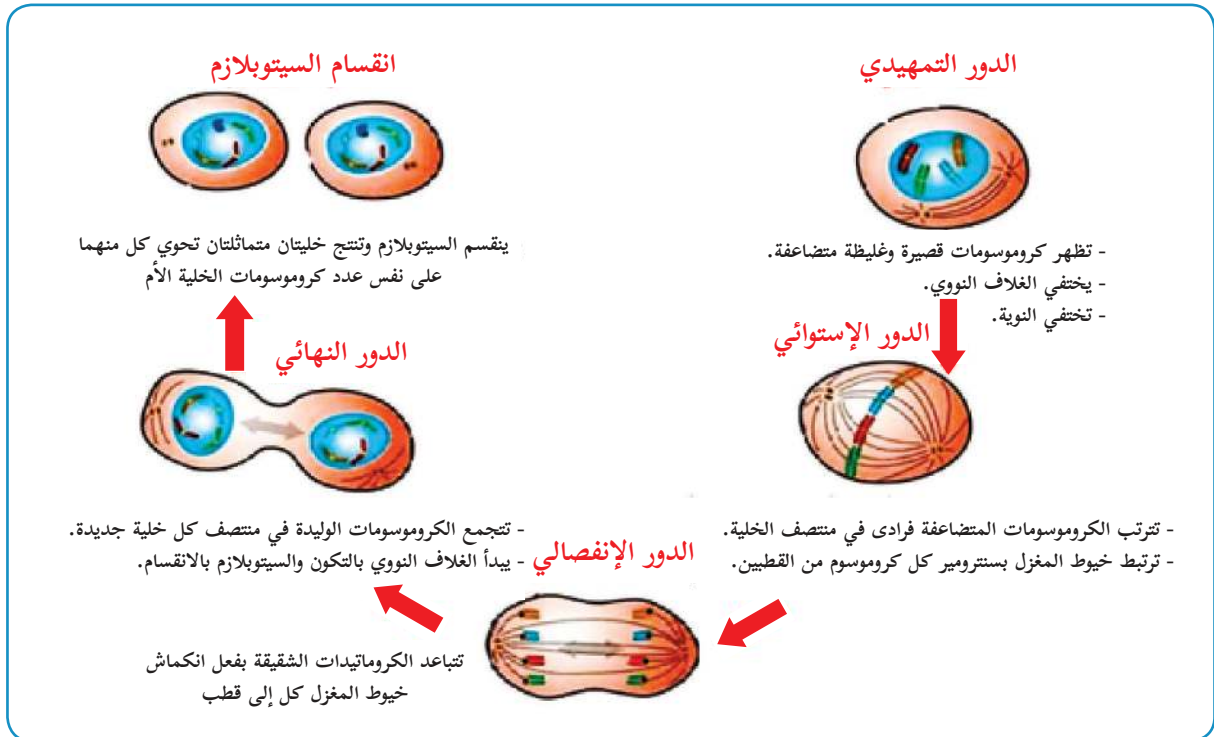 الدور التمهيدي
- تظهر كروموسومات قصيرة وغليظة متضاعفة.
- يختفي الغلاف النووي.
- تختفي النوية.
الدور الإستوائي
- تترتب الكروموسومات المتضاعفة فرادى في منتصف الخلية.
- ترتبط خيوط المغزل بسنترومير كل كروموسوم من القطبين.
الدور الإنفصالي
تتباعد الكروماتيدات الشقيقة بفعل انكماش
خيوط المغزل كل إلى قطب
الدور النهائي
- تتجمع الكروموسومات الوليدة في منتصف كل خلية جديدة.
- يبدأ الغلاف النووي بالتكون والسيتوبلازم بالانقسام.
انقسام السيتوبلازم
ينقسم السيتوبلازم وتنتج خليتان متماثلتان تحوي كل منهما
على نفس عدد كروموسومات الخلية الأم